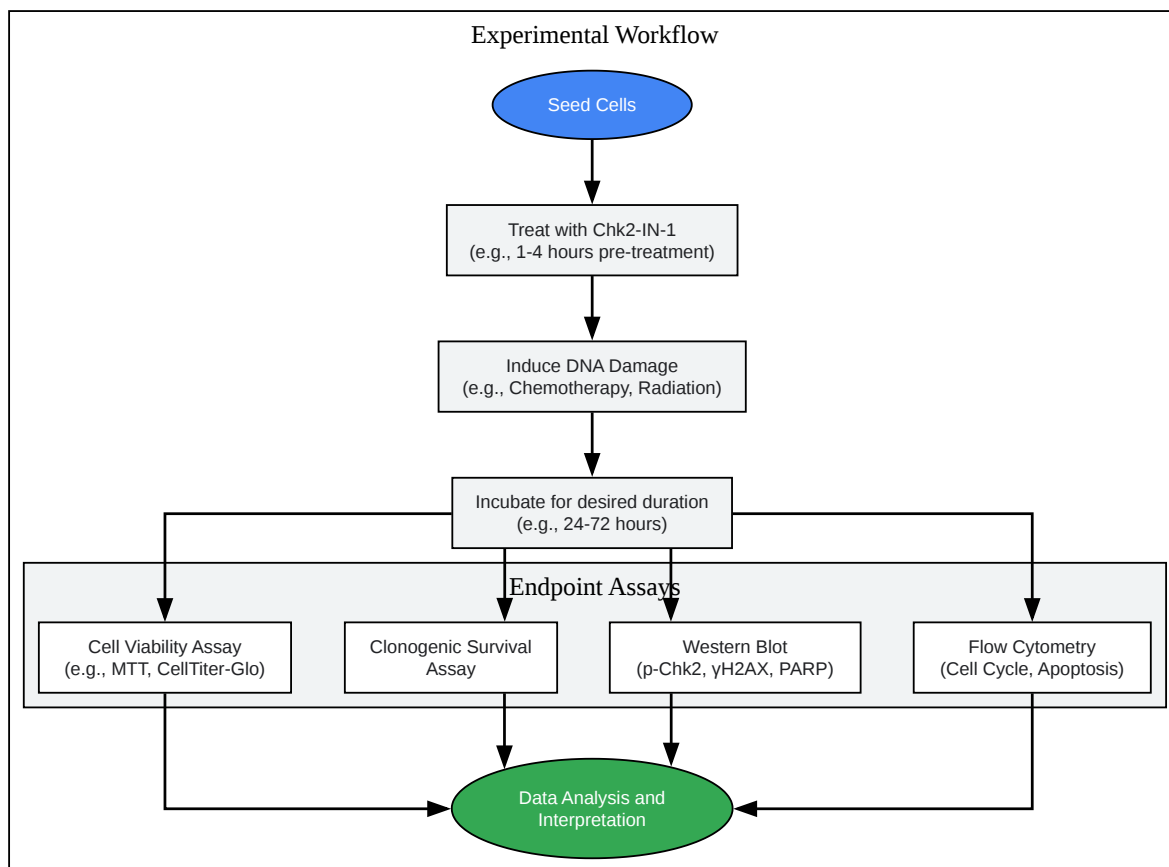 Experimental Workflow
Seed Cells
Treat with Chk2-IN-1
(e.g., 1-4 hours pre-treatment)
Induce DNA Damage
(e.g., Chemotherapy, Radiation)
Incubate for desired duration
(e.g., 24-72 hours)
Endpoint Assays
Cell Viability Assay
(e.g., MTT, CellTiter-Glo)
Clonogenic Survival
Assay
Western Blot
(p-Chk2, γH2AX, PARP)
Flow Cytometry
(Cell Cycle, Apoptosis)
Data Analysis and
Interpretation